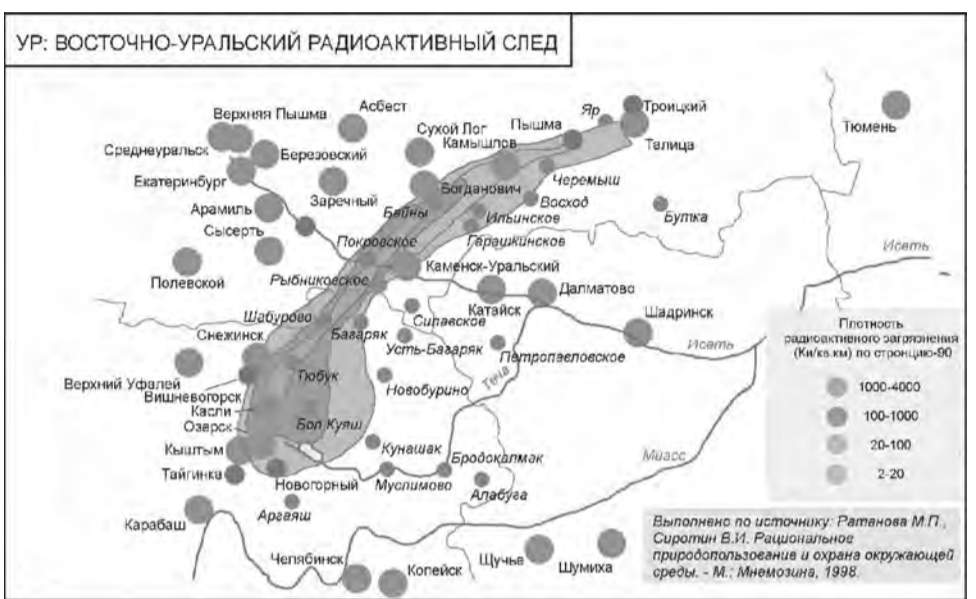 УР: ВОСТОЧНО-УРАЛЬСКИЙ РАДИОАКТИВНЫЙ СЛЕД
Асбест
Верхняя Пышма
Среднеуральск
Березовский
Екатеринбург
Заречный
Арамиль
Сысерть
Полевской
Сухой Лог
Камышлов
Пышма
Яр
Троицкий
Талица
Тюмень
Богданович
Черемыш
Байны
Восход
Ильинское
Бутка
Покровское
Гарашкинское
Исеть
Рыбниковское
Каменск-Уральский
Далматово
Катайск
Шадринск
Шабурово
Сипавское
Багаряк
Снежинск
Усть-Багаряк
Петропавловское
Исеть
Верхний Уфалей
Тюбук
Теча
Вишневогорск
Новобурино
Касли
Бол Куяш
Озерск
Кыштым
Кунашак
Бродокалмак
Миасс
Тайгинка
Новогорный
Муслимово
Алабуга
Аргаяш
Карабаш
Челябинск
Копейск
Щучье
Шумиха
Плотность
радиоактивного загрязнения
(Ки/кв.км) по стронцию-90
1000-4000
100-1000
20-100
2-20
Выполнено по источнику: Ратанова М.П.,
Сиротин В.И. Рациональное
природопользование и охрана окружающей
среды. - М.; Мнемозина, 1998.